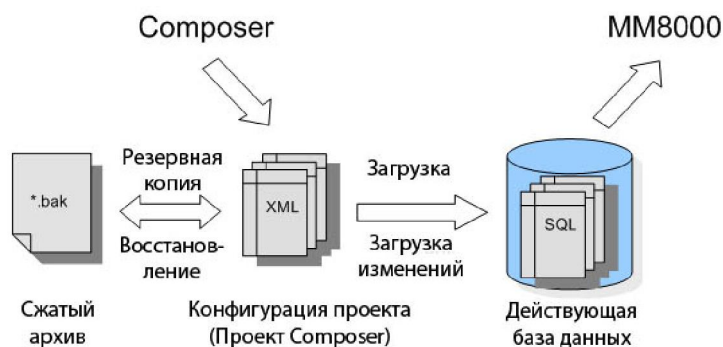 Composer
MM8000
*.bak
Резервная
копия
Восстанов-
ление
XML
Загрузка
Загрузка
изменений
SQL
Сжатый
архив
Конфигурация проекта
(Проект Composer)
Действующая
база данных